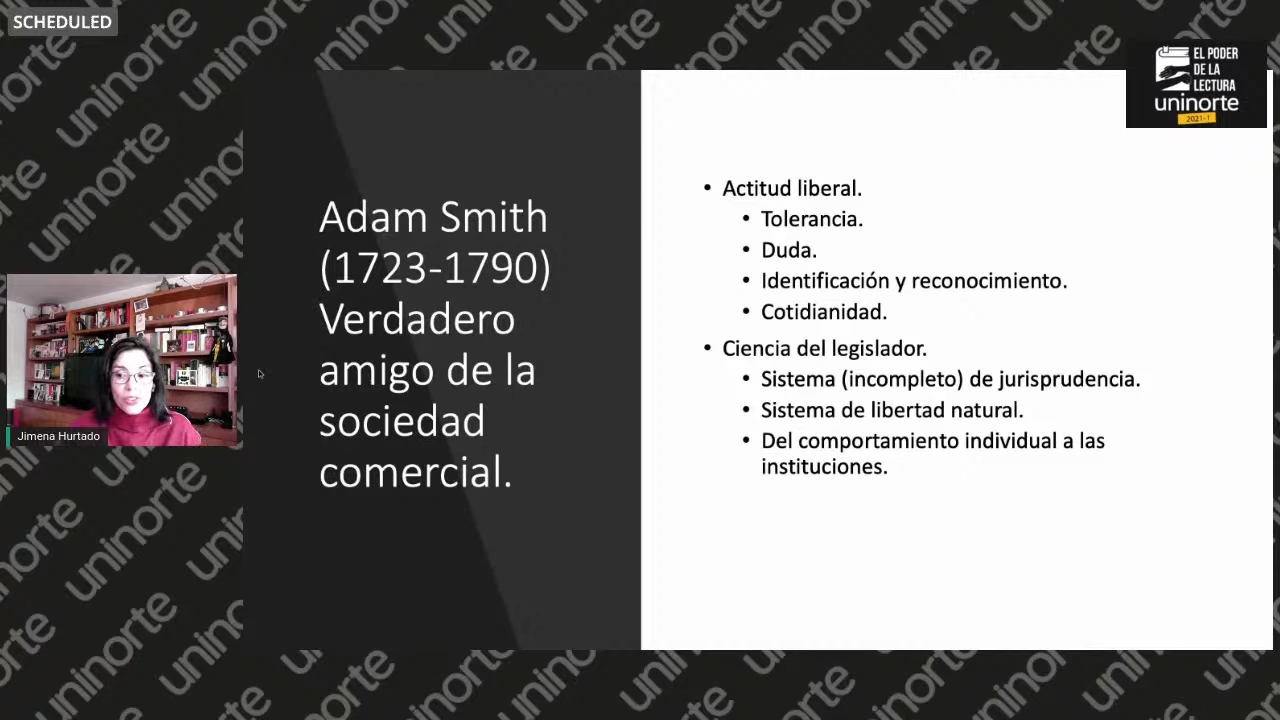 SCHEDULED
EL PODER
DE LA
LECTURA
uninorte
2021-1
Adam Smith
(1723-1790)
Verdadero
amigo de la
sociedad
comercial.
• Actitud liberal.
• Tolerancia.
• Duda.
• Identificación y reconocimiento.
• Cotidianidad.
• Ciencia del legislador.
• Sistema (incompleto) de jurisprudencia.
• Sistema de libertad natural.
• Del comportamiento individual a las
instituciones.
Jimena Hurtado